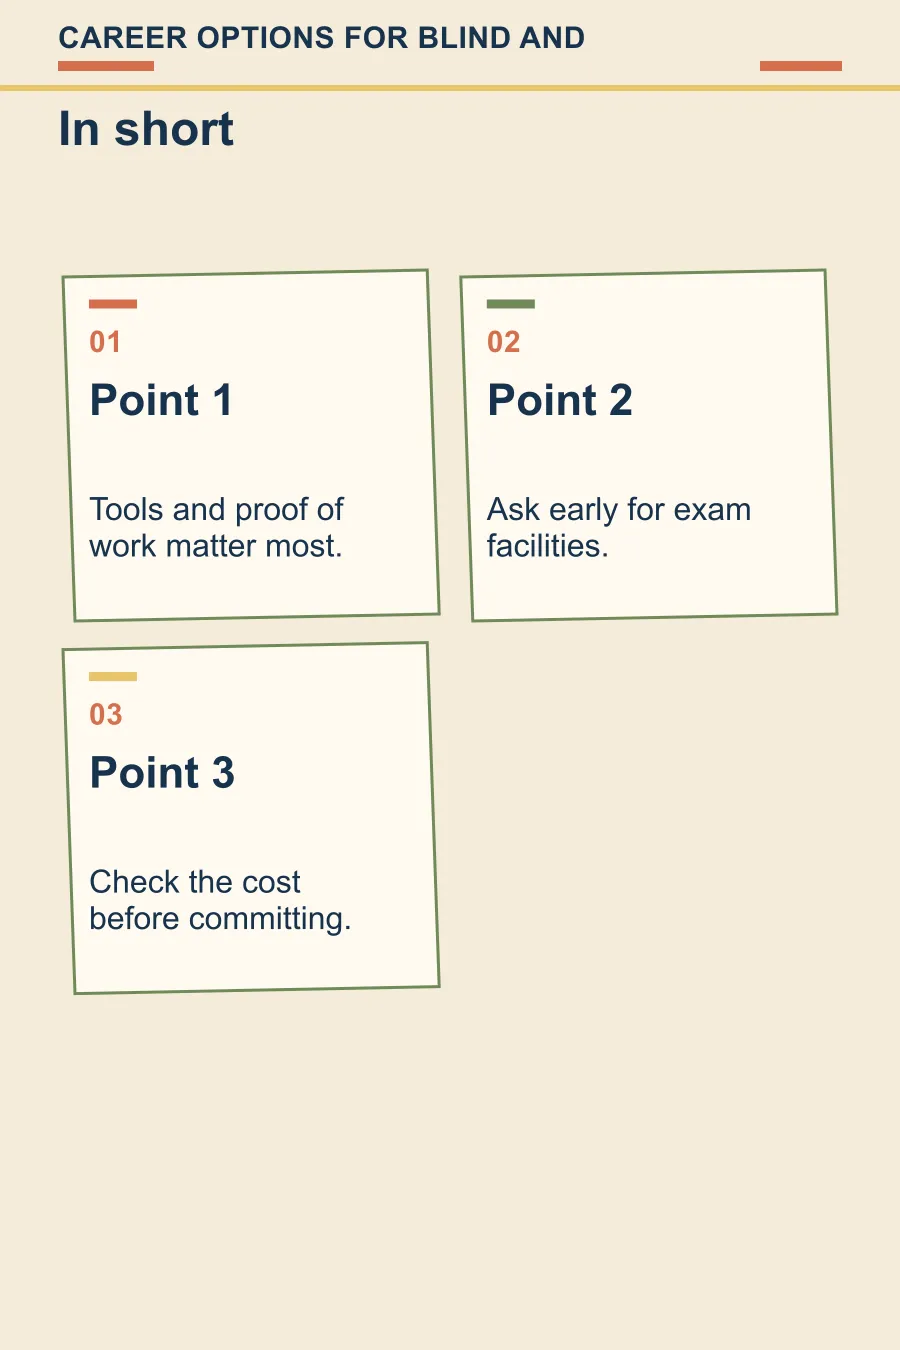 CAREER OPTIONS FOR BLIND AND
In short
01
Point 1
Tools and proof of
work matter most.
02
Point 2
Ask early for exam
facilities.
03
Point 3
Check the cost
before committing.